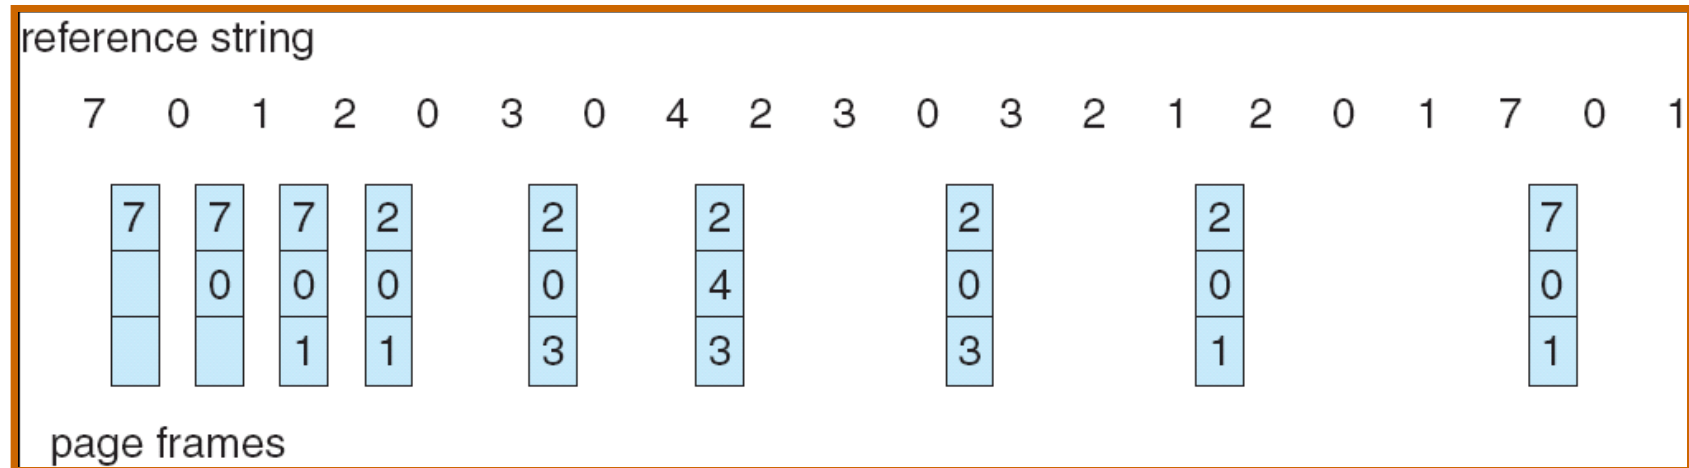 reference string
7 0 1 2 0 3 0 4 2 3 0 3 2 1 2 0 1 7 0 1
7 7 7 2 2 2 2 2 7
0 0 0 0 4 0 0 0
1 1 3 3 3 1 1
page frames